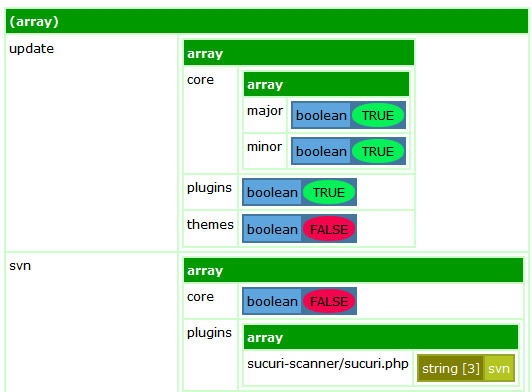 (array)
update
array
core
array
major boolean TRUE
minor boolean TRUE
plugins boolean TRUE
themes boolean FALSE
svn
array
core boolean FALSE
plugins
array
sucuri-scanner/sucuri.php string [3] svn